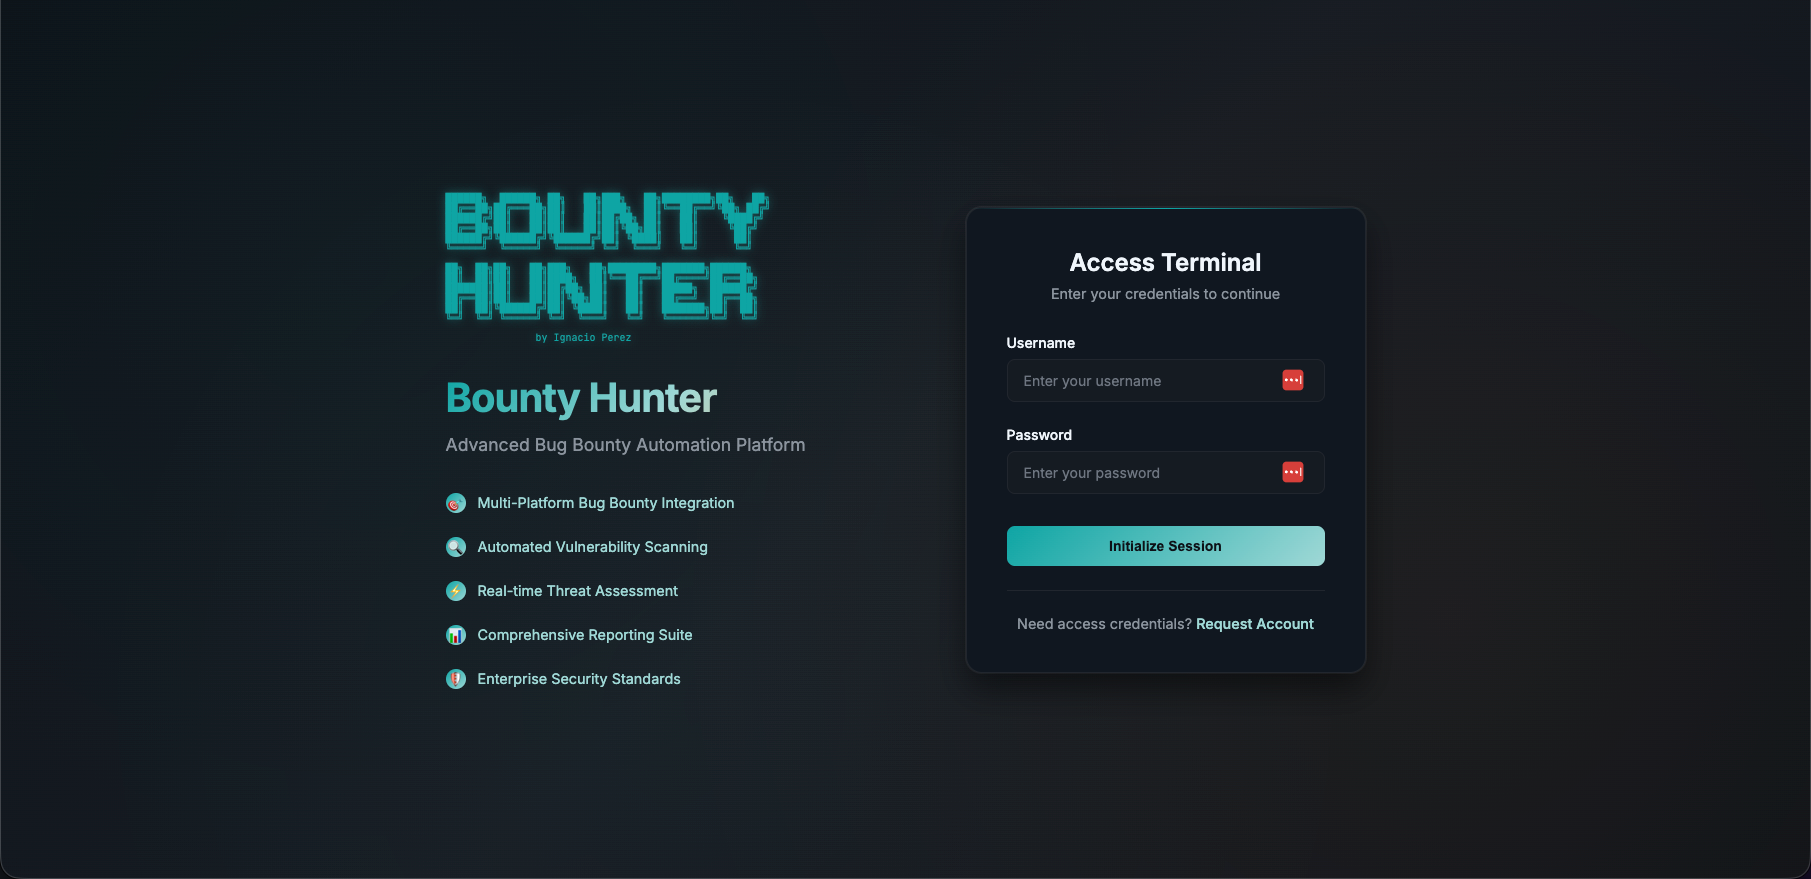 BOUNTY
HUNTER
by Ignacio Perez
Bounty Hunter
Advanced Bug Bounty Automation Platform
Multi-Platform Bug Bounty Integration
Automated Vulnerability Scanning
Real-time Threat Assessment
Comprehensive Reporting Suite
Enterprise Security Standards
Access Terminal
Enter your credentials to continue
Username
Enter your username
Password
Enter your password
Initialize Session
Need access credentials? Request Account